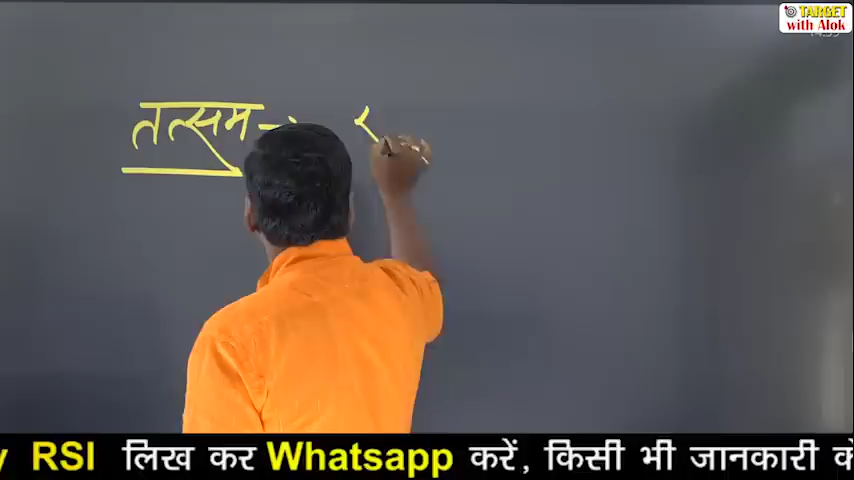 TARGET
with Alok
तत्सम
RSI लिख कर Whatsapp करें, किसी भी जानकारी